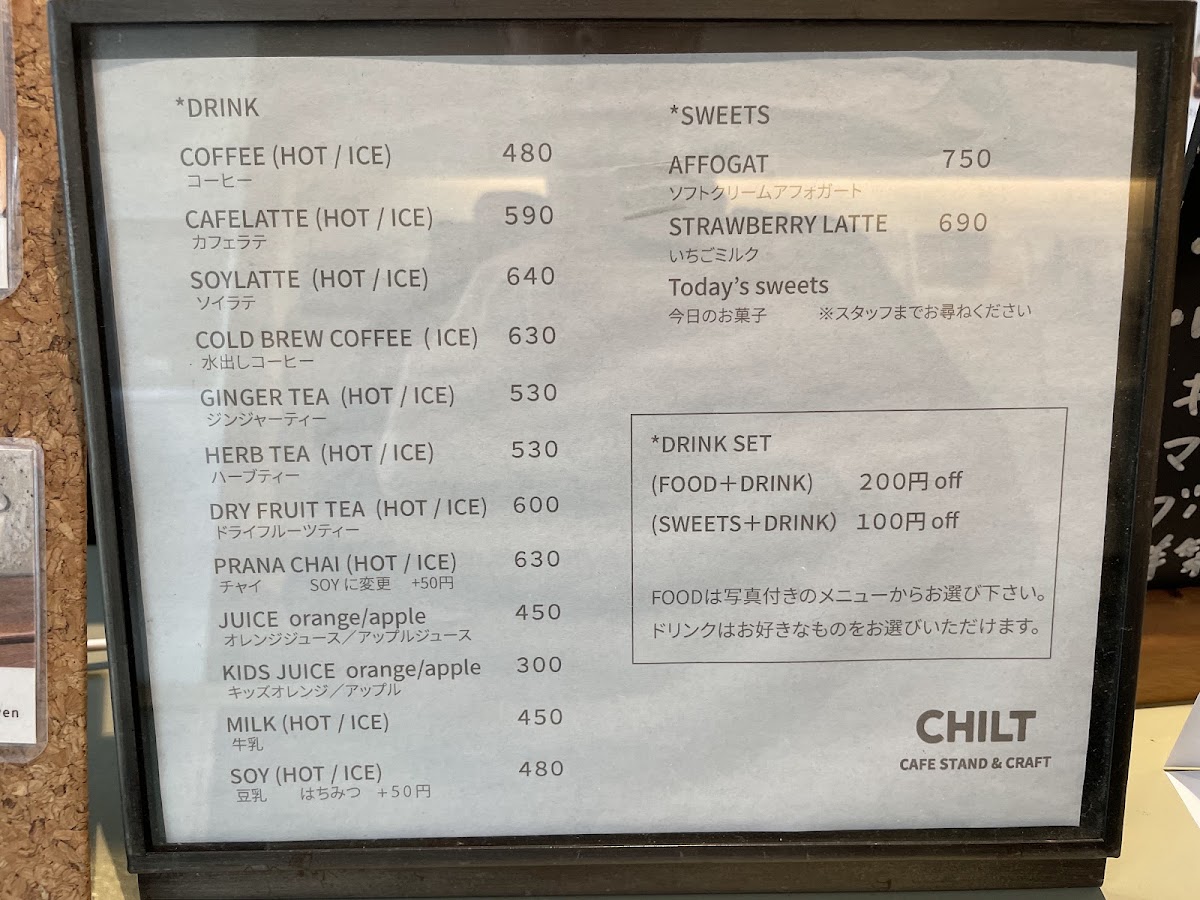 *DRINK
COFFEE (HOT / ICE) 480
コーヒー
CAFELATTE (HOT / ICE) 590
カフェラテ
SOYLATTE (HOT / ICE) 640
ソイラテ
COLD BREW COFFEE ( ICE) 630
水出しコーヒー
GINGER TEA (HOT / ICE) 530
ジンジャーティー
HERB TEA (HOT / ICE) 530
ハーブティー
DRY FRUIT TEA (HOT / ICE) 600
ドライフルーツティー
PRANA CHAI (HOT / ICE) 630
チャイ SOYに変更 +50円
JUICE orange/apple 450
オレンジジュース／アップルジュース
KIDS JUICE orange/apple 300
キッズオレンジ／アップル
MILK (HOT / ICE) 450
牛乳
SOY (HOT / ICE) 480
豆乳 はちみつ +50円
*SWEETS
AFFOGAT 750
ソフトクリームアフォガート
STRAWBERRY LATTE 690
いちごミルク
Today's sweets
今日のお菓子 ※スタッフまでお尋ねください
*DRINK SET
(FOOD＋DRINK) 200円 off
(SWEETS＋DRINK) 100円 off
FOODは写真付きのメニューからお選び下さい。
ドリンクはお好きなものをお選びいただけます。
CHILT
CAFE STAND & CRAFT